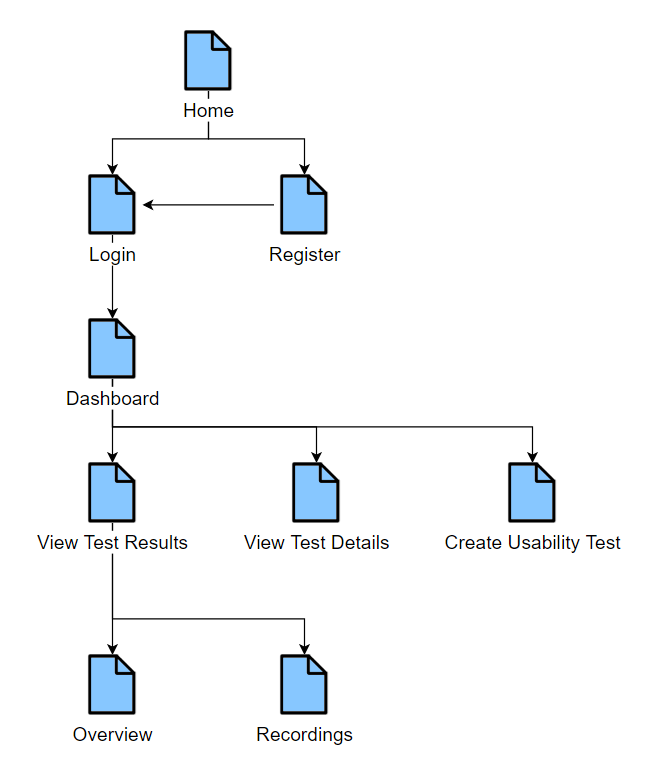 Home
Login
Register
Dashboard
View Test Results
View Test Details
Create Usability Test
Overview
Recordings